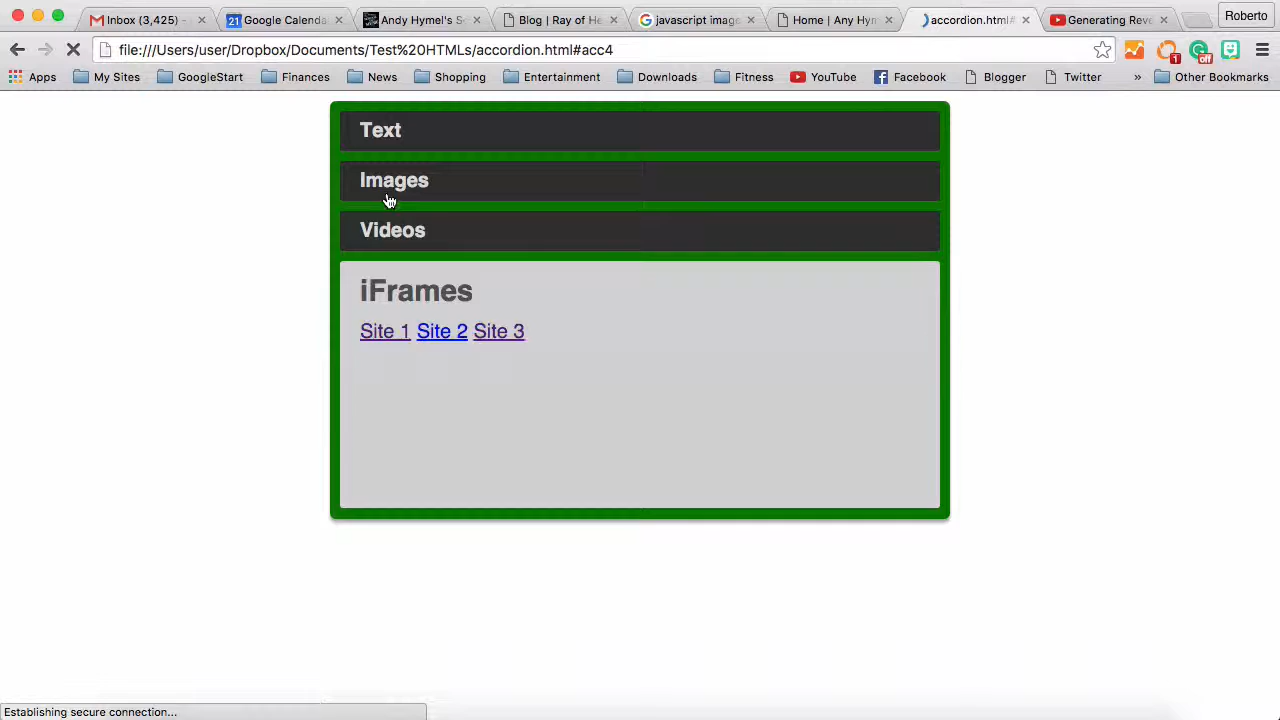 Inbox (3,425) -
Google Calenda
Andy Hymel's S
Blog | Ray of He
javascript image
Home | Any Hym
accordion.html#
Generating Reve
Roberto
file:///Users/user/Dropbox/Documents/Test%20HTMLs/accordion.html#acc4
Apps
My Sites
GoogleStart
Finances
News
Shopping
Entertainment
Downloads
Fitness
YouTube
Facebook
Blogger
Twitter
»
Other Bookmarks
Text
Images
Videos
iFrames
Site 1 Site 2 Site 3
Establishing secure connection...